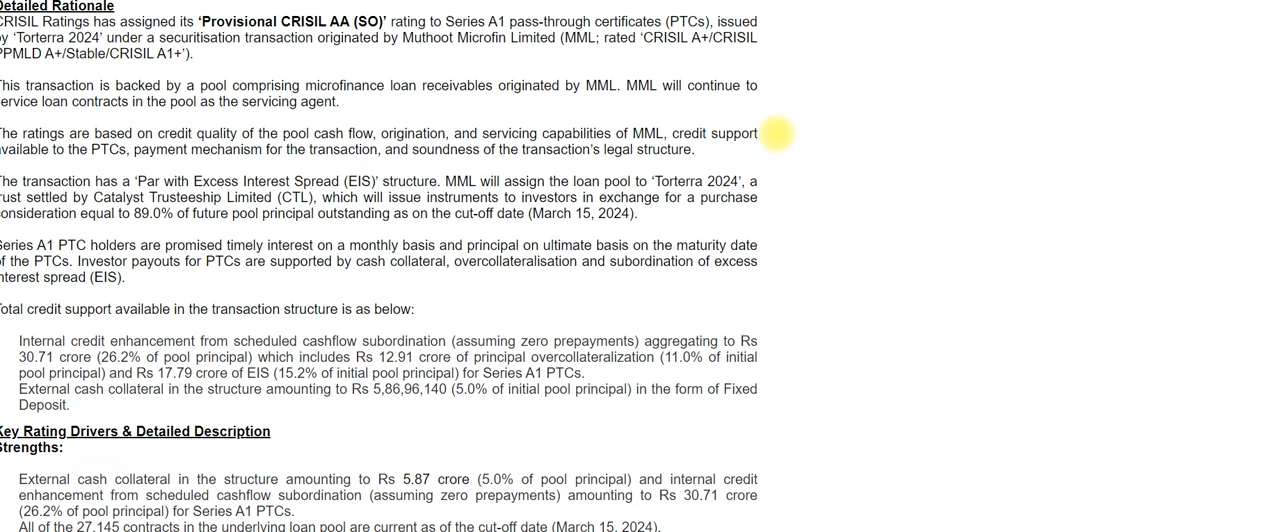 Detailed Rationale
CRISIL Ratings has assigned its ‘Provisional CRISIL AA (SO)’ rating to Series A1 pass-through certificates (PTCs), issued
by ‘Torterra 2024’ under a securitisation transaction originated by Muthoot Microfin Limited (MML; rated ‘CRISIL A+/CRISIL
PPMLD A+/Stable/CRISIL A1+’).
This transaction is backed by a pool comprising microfinance loan receivables originated by MML. MML will continue to
service loan contracts in the pool as the servicing agent.
The ratings are based on credit quality of the pool cash flow, origination, and servicing capabilities of MML, credit support
available to the PTCs, payment mechanism for the transaction, and soundness of the transaction’s legal structure.
The transaction has a ‘Par with Excess Interest Spread (EIS)’ structure. MML will assign the loan pool to ‘Torterra 2024’, a
trust settled by Catalyst Trusteeship Limited (CTL), which will issue instruments to investors in exchange for a purchase
consideration equal to 89.0% of future pool principal outstanding as on the cut-off date (March 15, 2024).
Series A1 PTC holders are promised timely interest on a monthly basis and principal on ultimate basis on the maturity date
of the PTCs. Investor payouts for PTCs are supported by cash collateral, overcollateralisation and subordination of excess
interest spread (EIS).
Total credit support available in the transaction structure is as below:
Internal credit enhancement from scheduled cashflow subordination (assuming zero prepayments) aggregating to Rs
30.71 crore (26.2% of pool principal) which includes Rs 12.91 crore of principal overcollateralization (11.0% of initial
pool principal) and Rs 17.79 crore of EIS (15.2% of initial pool principal) for Series A1 PTCs.
External cash collateral in the structure amounting to Rs 5,86,96,140 (5.0% of initial pool principal) in the form of Fixed
Deposit.
Key Rating Drivers & Detailed Description
Strengths:
External cash collateral in the structure amounting to Rs 5.87 crore (5.0% of pool principal) and internal credit
enhancement from scheduled cashflow subordination (assuming zero prepayments) amounting to Rs 30.71 crore
(26.2% of pool principal) for Series A1 PTCs.
All of the 27,145 contracts in the underlying loan pool are current as of the cut-off date (March 15, 2024).